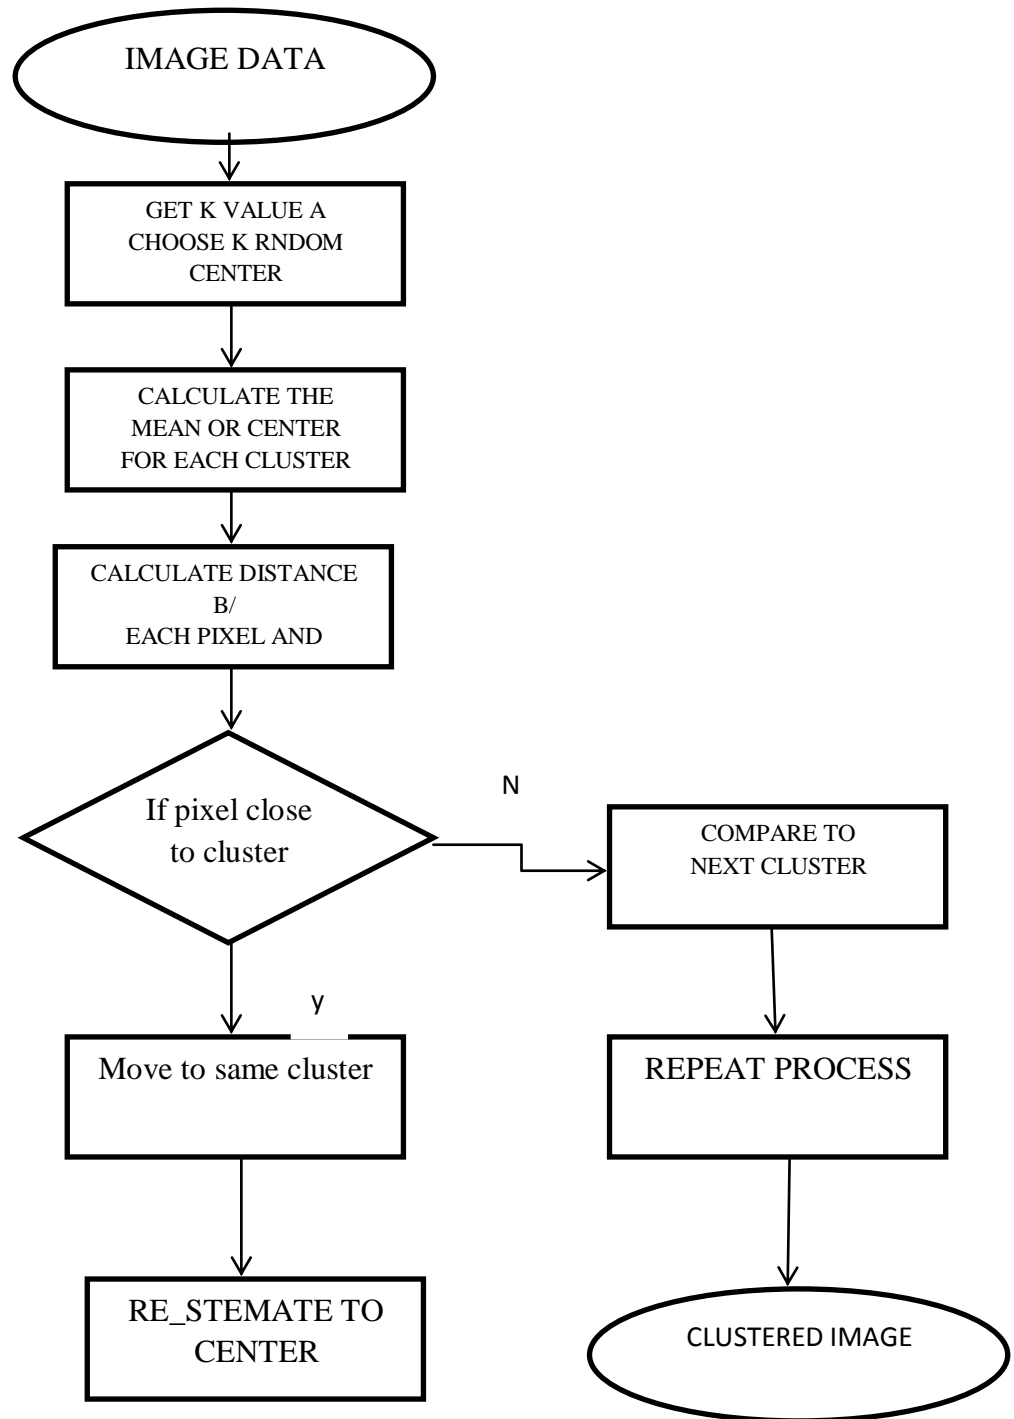 IMAGE DATA
GET K VALUE A
CHOOSE K RNDOM
CENTER
CALCULATE THE
MEAN OR CENTER
FOR EACH CLUSTER
CALCULATE DISTANCE
B/
EACH PIXEL AND
If pixel close
to cluster
N
COMPARE TO
NEXT CLUSTER
y
Move to same cluster
REPEAT PROCESS
RE_STEMATE TO
CENTER
CLUSTERED IMAGE